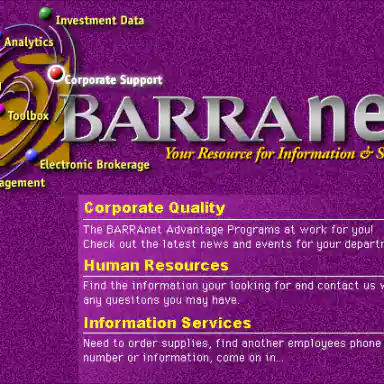 Investment Data
Analytics
Corporate Support
Toolbox
BARRAne
Your Resource for Information & S
Electronic Brokerage
agement
Corporate Quality
The BARRAnet Advantage Programs at work for you!
Check out the latest news and events for your departm
Human Resources
Find the information your looking for and contact us w
any quesitons you may have.
Information Services
Need to order supplies, find another employees phone
number or information, come on in...